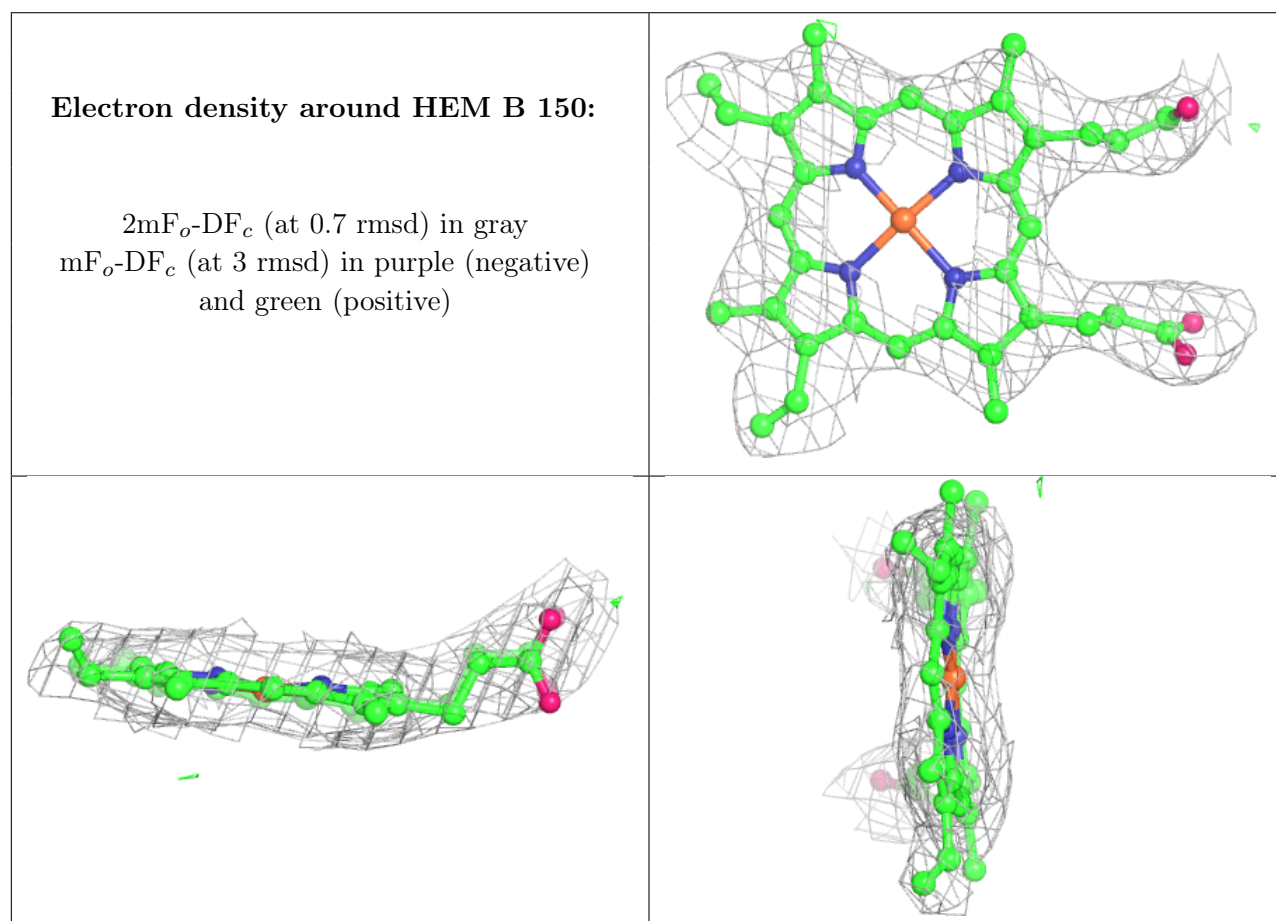 Electron density around HEM B 150:
2mFo-DFc (at 0.7 rmsd) in gray
mFo-DFc (at 3 rmsd) in purple (negative)
and green (positive)